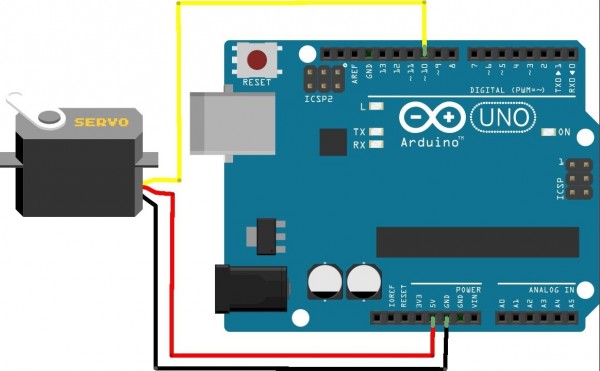 RESET
ICSP2
AREF
GND
13
12
~11
~10
~9
8
7
~6
~5
4
~3
2
TXD▶1
RXD◀0
DIGITAL (PWM=~)
L
TX
RX
Arduino™
UNO
ON
1
ICSP
SERVO
POWER
ANALOG IN
IOREF
RESET
3V3
5V
GND
GND
VIN
A0
A1
A2
A3
A4
A5